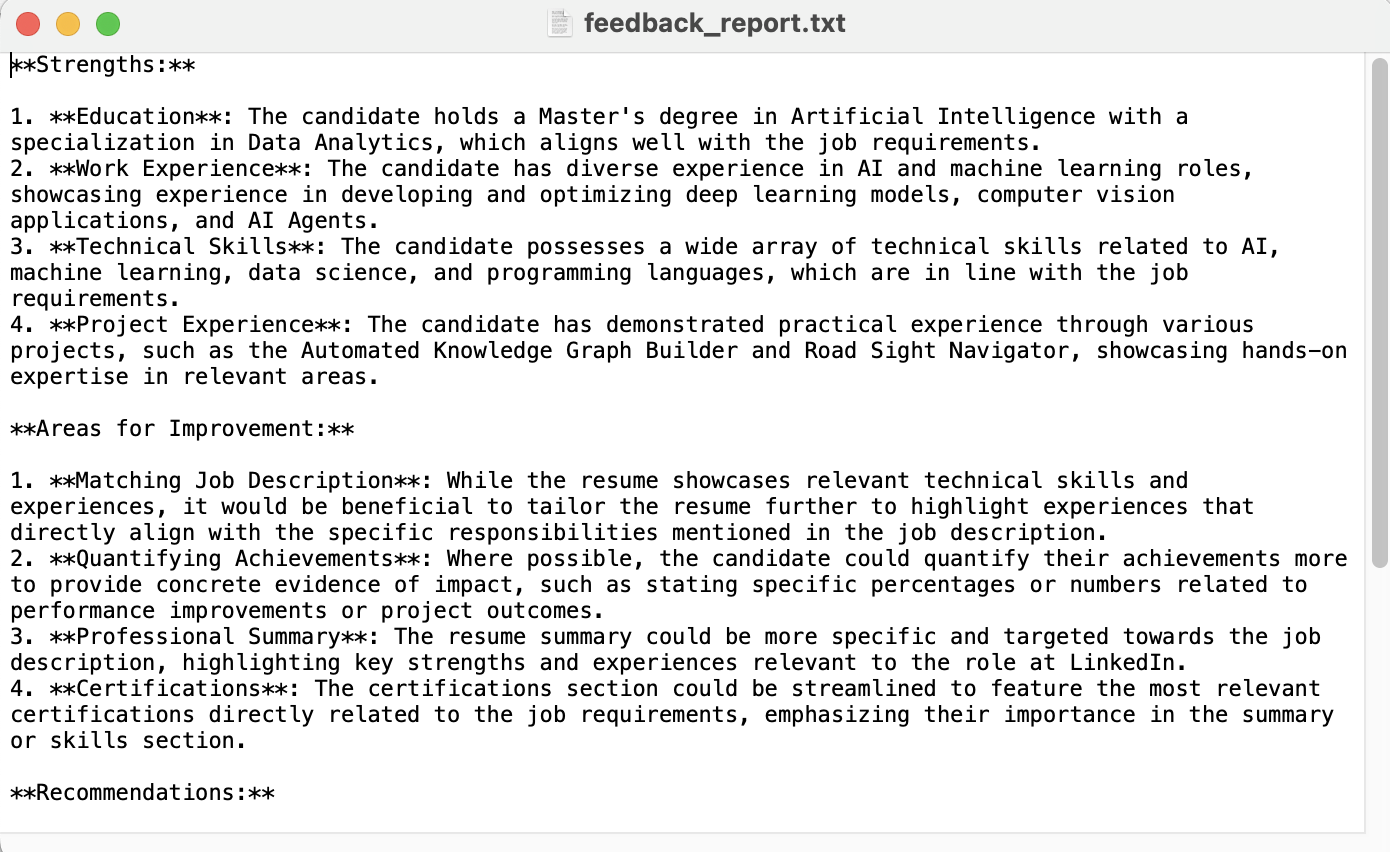 feedback_report.txt
**Strengths:**
1. **Education**: The candidate holds a Master's degree in Artificial Intelligence with a
specialization in Data Analytics, which aligns well with the job requirements.
2. **Work Experience**: The candidate has diverse experience in AI and machine learning roles,
showcasing experience in developing and optimizing deep learning models, computer vision
applications, and AI Agents.
3. **Technical Skills**: The candidate possesses a wide array of technical skills related to AI,
machine learning, data science, and programming languages, which are in line with the job
requirements.
4. **Project Experience**: The candidate has demonstrated practical experience through various
projects, such as the Automated Knowledge Graph Builder and Road Sight Navigator, showcasing hands-on
expertise in relevant areas.
**Areas for Improvement:**
1. **Matching Job Description**: While the resume showcases relevant technical skills and
experiences, it would be beneficial to tailor the resume further to highlight experiences that
directly align with the specific responsibilities mentioned in the job description.
2. **Quantifying Achievements**: Where possible, the candidate could quantify their achievements more
to provide concrete evidence of impact, such as stating specific percentages or numbers related to
performance improvements or project outcomes.
3. **Professional Summary**: The resume summary could be more specific and targeted towards the job
description, highlighting key strengths and experiences relevant to the role at LinkedIn.
4. **Certifications**: The certifications section could be streamlined to feature the most relevant
certifications directly related to the job requirements, emphasizing their importance in the summary
or skills section.
**Recommendations:**